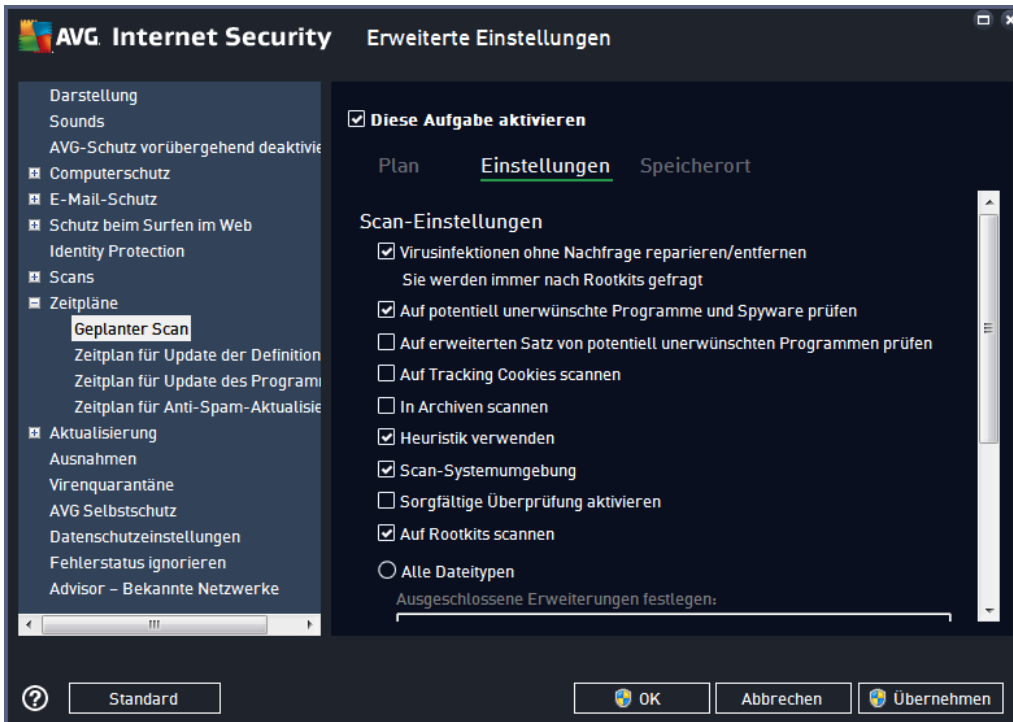 AVG. Internet Security Erweiterte Einstellungen
Darstellung
Sounds
AVG-Schutz vorübergehend deaktivie
Computerschutz
E-Mail-Schutz
Schutz beim Surfen im Web
Identity Protection
Scans
Zeitpläne
Geplanter Scan
Zeitplan für Update der Definition
Zeitplan für Update des Program
Zeitplan für Anti-Spam-Aktualisie
Aktualisierung
Ausnahmen
Virenquarantäne
AVG Selbstschutz
Datenschutzeinstellungen
Fehlerstatus ignorieren
Advisor – Bekannte Netzwerke
Diese Aufgabe aktivieren
Plan Einstellungen Speicherort
Scan-Einstellungen
Virusinfektionen ohne Nachfrage reparieren/entfernen
Sie werden immer nach Rootkits gefragt
Auf potentiell unerwünschte Programme und Spyware prüfen
Auf erweiterten Satz von potentiell unerwünschten Programmen prüfen
Auf Tracking Cookies scannen
In Archiven scannen
Heuristik verwenden
Scan-Systemumgebung
Sorgfältige Überprüfung aktivieren
Auf Rootkits scannen
Alle Dateitypen
Ausgeschlossene Erweiterungen festlegen:
? Standard OK Abbrechen Übernehmen